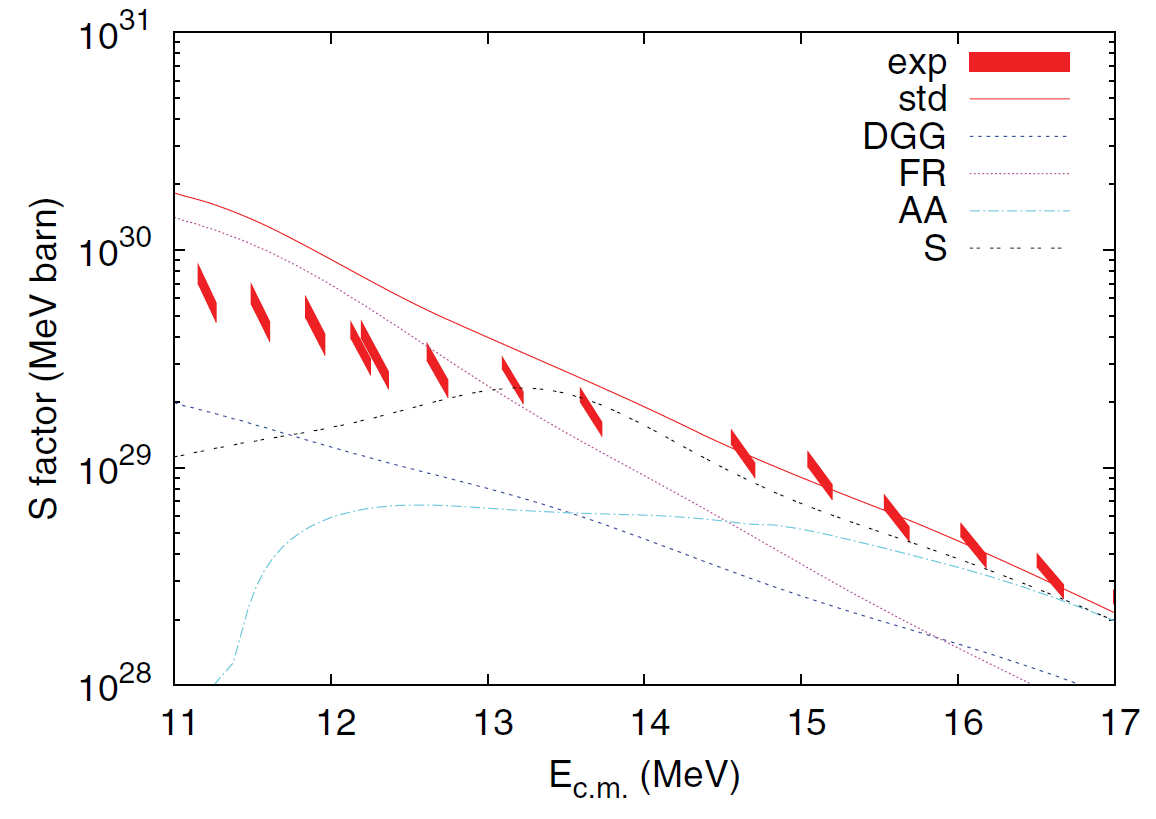 10^31
exp
std
DGG
FR
AA
S
10^30
S factor (MeV barn)
10^29
10^28
11 12 13 14 15 16 17
E_c.m. (MeV)